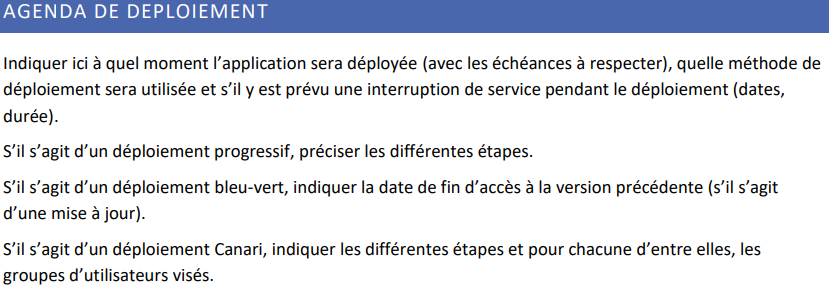 AGENDA DE DEPLOIEMENT
Indiquer ici à quel moment l’application sera déployée (avec les échéances à respecter), quelle méthode de
déploiement sera utilisée et s’il y est prévu une interruption de service pendant le déploiement (dates,
durée).
S’il s’agit d’un déploiement progressif, préciser les différentes étapes.
S’il s’agit d’un déploiement bleu-vert, indiquer la date de fin d’accès à la version précédente (s’il s’agit
d’une mise à jour).
S’il s’agit d’un déploiement Canari, indiquer les différentes étapes et pour chacune d’entre elles, les
groupes d’utilisateurs visés.